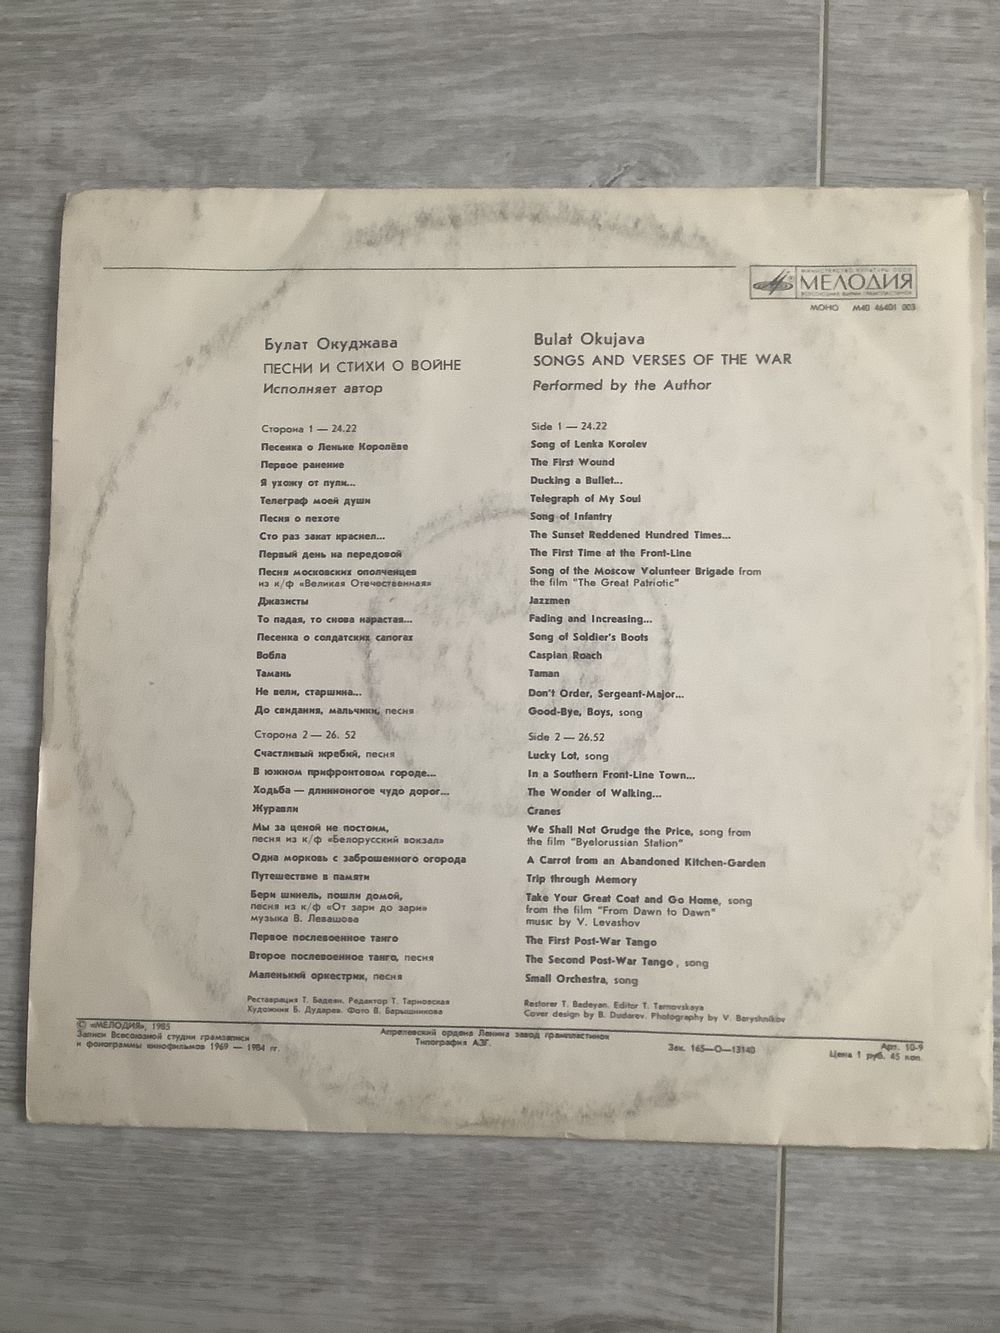 МИНИСТЕРСТВО КУЛЬТУРЫ СССР
МЕЛОДИЯ
ВСЕСОЮЗНАЯ ФИРМА ГРАМПЛАСТИНОК
МОНО М40 46401 003
Булат Окуджава
ПЕСНИ И СТИХИ О ВОЙНЕ
Исполняет автор
Сторона 1 — 24.22
Песенка о Леньке Королёве
Первое ранение
Я ухожу от пули...
Телеграф моей души
Песня о пехоте
Сто раз закат краснел...
Первый день на передовой
Песня московских ополченцев
из к/ф «Великая Отечественная»
Джазисты
То падая, то снова нарастая...
Песенка о солдатских сапогах
Вобла
Тамань
Не вели, старшина...
До свидания, мальчики, песня
Сторона 2 — 26. 52
Счастливый жребий, песня
В южном прифронтовом городе...
Ходьба — длинноногое чудо дорог...
Журавли
Мы за ценой не постоим,
песня из к/ф «Белорусский вокзал»
Одна морковь с заброшенного огорода
Путешествие в памяти
Бери шинель, пошли домой,
песня из к/ф «От зари до зари»
музыка В. Левашова
Первое послевоенное танго
Второе послевоенное танго, песня
Маленький оркестрик, песня
Реставрация Т. Бадеян. Редактор Т. Тарновская
Художник Б. Дударев. Фото В. Барышникова
Bulat Okujava
SONGS AND VERSES OF THE WAR
Performed by the Author
Side 1 — 24.22
Song of Lenka Korolev
The First Wound
Ducking a Bullet...
Telegraph of My Soul
Song of Infantry
The Sunset Reddened Hundred Times...
The First Time at the Front-Line
Song of the Moscow Volunteer Brigade from
the film "The Great Patriotic"
Jazzmen
Fading and Increasing...
Song of Soldier's Boots
Caspian Roach
Taman
Don't Order, Sergeant-Major...
Good-Bye, Boys, song
Side 2 — 26.52
Lucky Lot, song
In a Southern Front-Line Town...
The Wonder of Walking...
Cranes
We Shall Not Grudge the Price, song from
the film "Byelorussian Station"
A Carrot from an Abandoned Kitchen-Garden
Trip through Memory
Take Your Great Coat and Go Home, song
from the film "From Dawn to Dawn"
music by V. Levashov
The First Post-War Tango
The Second Post-War Tango , song
Small Orchestra, song
Restorer T. Badeyan. Editor T. Tarnovskaya
Cover design by B. Dudarev. Photography by V. Baryshnikov
© «МЕЛОДИЯ», 1985
Записи Всесоюзной студии грамзаписи
и фонограммы кинофильмов 1969 — 1984 гг.
Апрелевский ордена Ленина завод грампластинок
Типография АЗГ.
Зак. 165—О—13140
Арт. 10-9
Цена 1 руб. 45 коп.